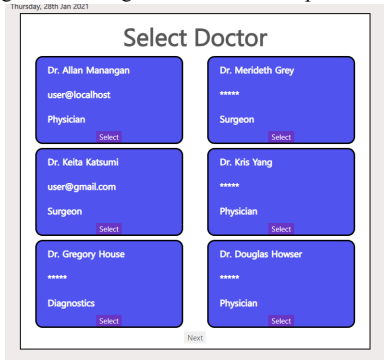 Thursday, 28th Jan 2021
Select Doctor
Dr. Allan Manangan
user@localhost
Physician
Select
Dr. Merideth Grey
*****
Surgeon
Select
Dr. Keita Katsumi
user@gmail.com
Surgeon
Select
Dr. Kris Yang
*****
Physician
Select
Dr. Gregory House
*****
Diagnostics
Select
Dr. Douglas Howser
*****
Physician
Select
Next